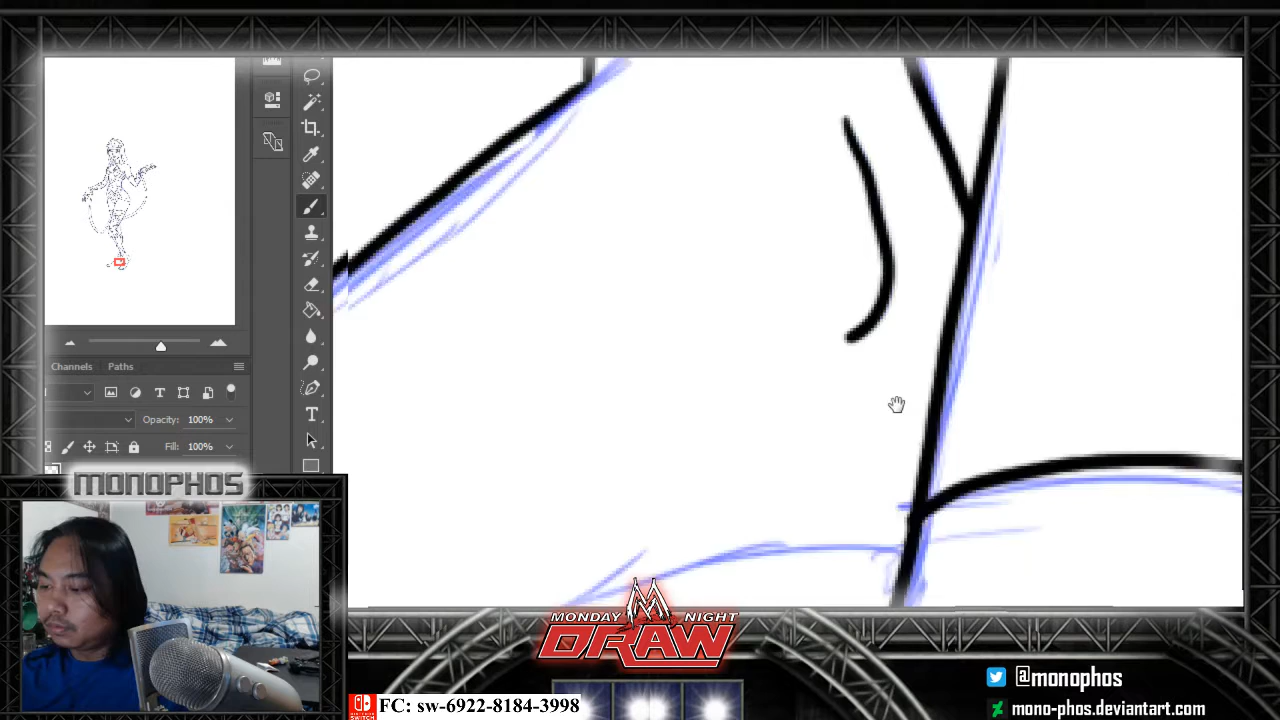 Channels Paths
Opacity: 100%
Fill: 100%
MONOPHOS
MONDAY NIGHT
DRAW
FC: sw-6922-8184-3998
@monophos
mono-phos.deviantart.com